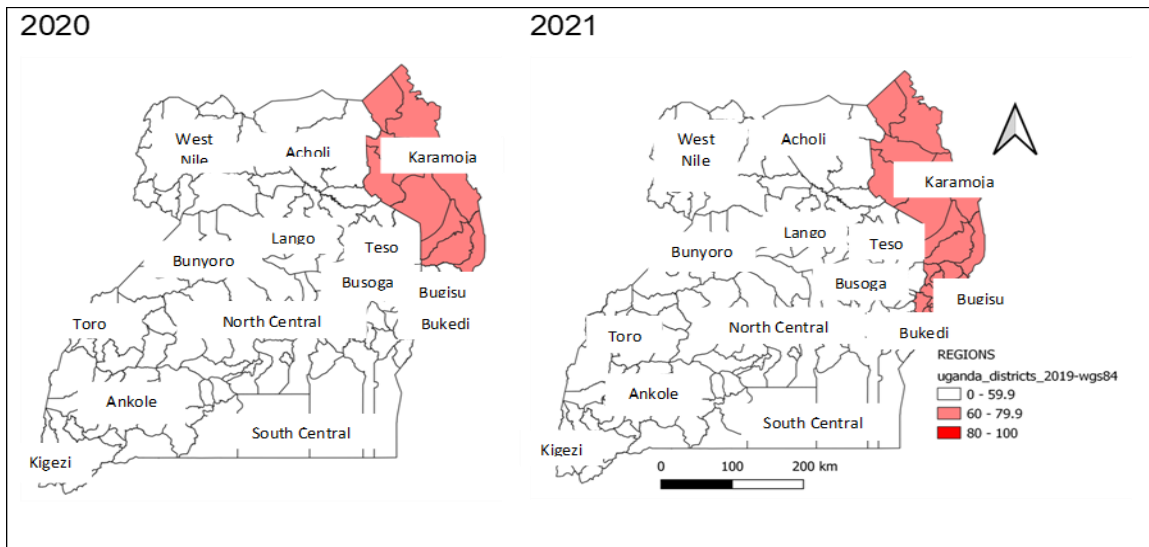 2020
West
Nile
Acholi
Karamoja
Lango
Teso
Bunyoro
Busoga
Bugisu
Toro
North Central
Bukedi
Ankole
South Central
Kigezi
2021
West
Nile
Acholi
Karamoja
Lango
Teso
Bunyoro
Busoga
Bugisu
North Central
Bukedi
Toro
Ankole
South Central
Kigezi
REGIONS
uganda_districts_2019-wgs84
0 - 59.9
60 - 79.9
80 - 100
0 100 200 km